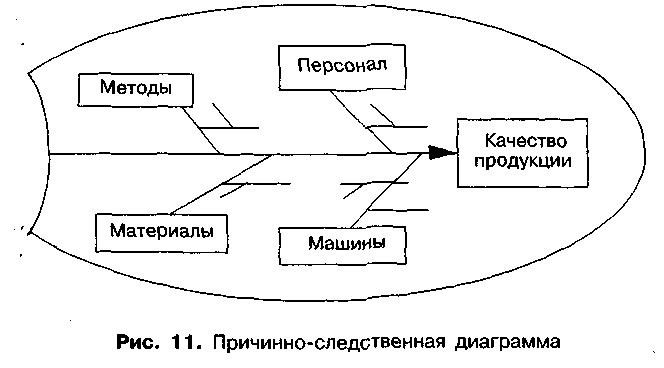 Методы
Персонал
Качество
продукции
Материалы
Машины
Рис. 11. Причинно-следственная диаграмма